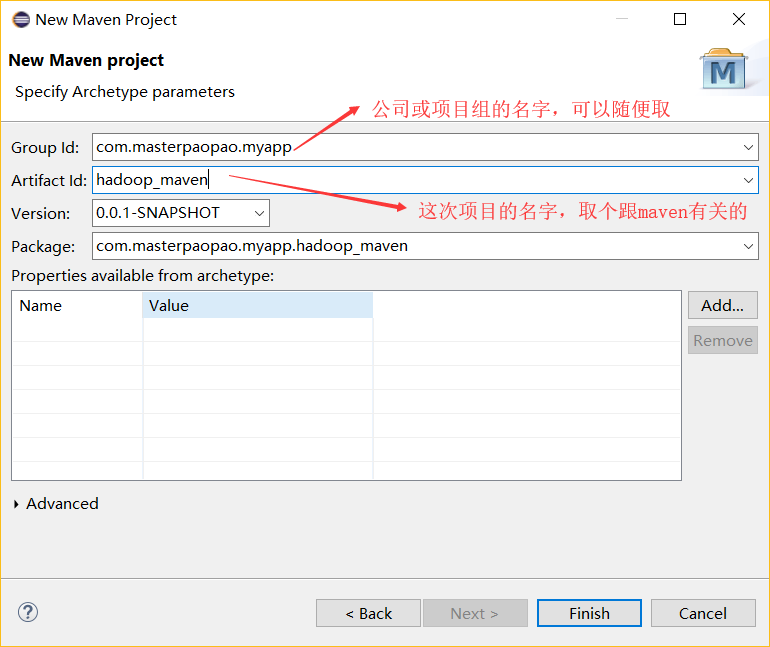 New Maven Project
New Maven project
Specify Archetype parameters
M
公司或项目组的名字，可以随便取
Group Id: com.masterpaopao.myapp
Artifact Id: hadoop_maven
这次项目的名字，取个跟maven有关的
Version: 0.0.1-SNAPSHOT
Package: com.masterpaopao.myapp.hadoop_maven
Properties available from archetype:
Name Value
Add...
Remove
Advanced
? < Back Next > Finish Cancel